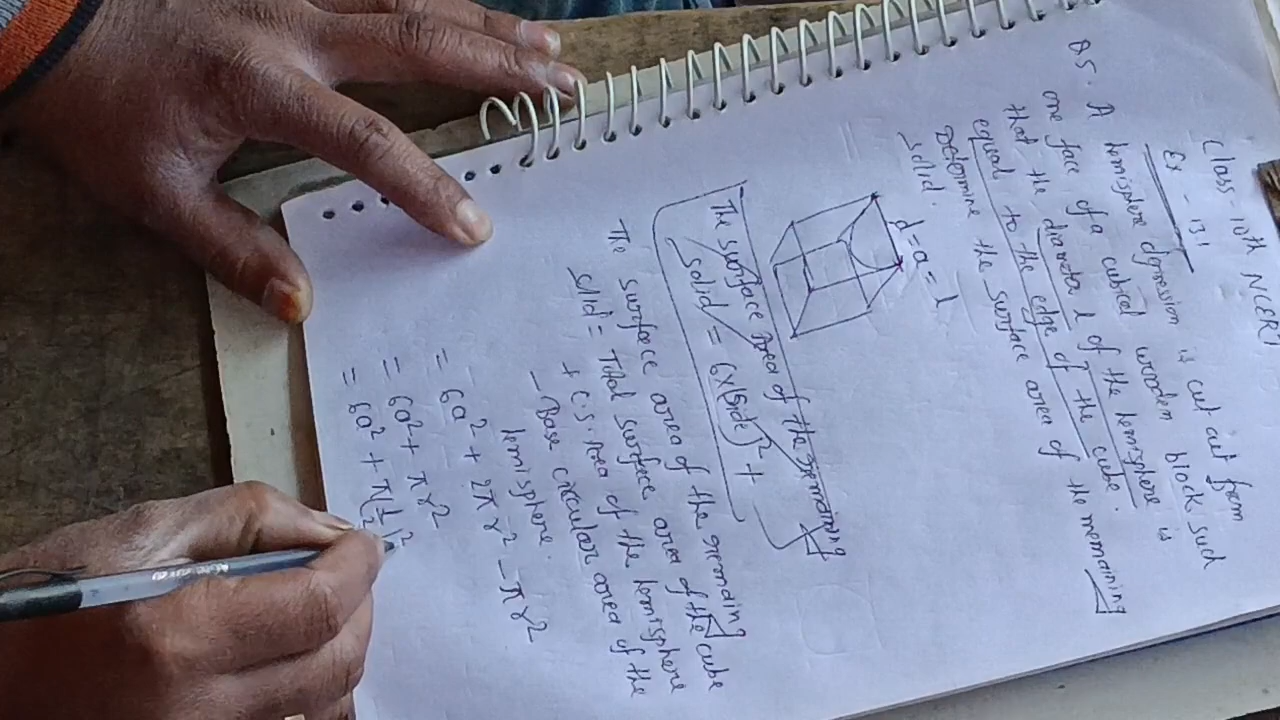 Class - 10th NCERT
Ex - 13.1
Q5. A hemisphere depression is cut out from
one face of a cubical wooden block such
that the diameter l of the hemisphere is
equal to the edge of the cube.
Determine the surface area of the remaining
solid.
d = a = l
The surface area of the remaining
solid = 6x(side)² +
The surface area of the remaining
solid = Total surface area of the cube
+ C.S. Area of the hemisphere
- Base circular area of the
hemisphere.
= 6a² + 2πr² - πr²
= 6a² + πr²
= 6a² + π(l/2)²